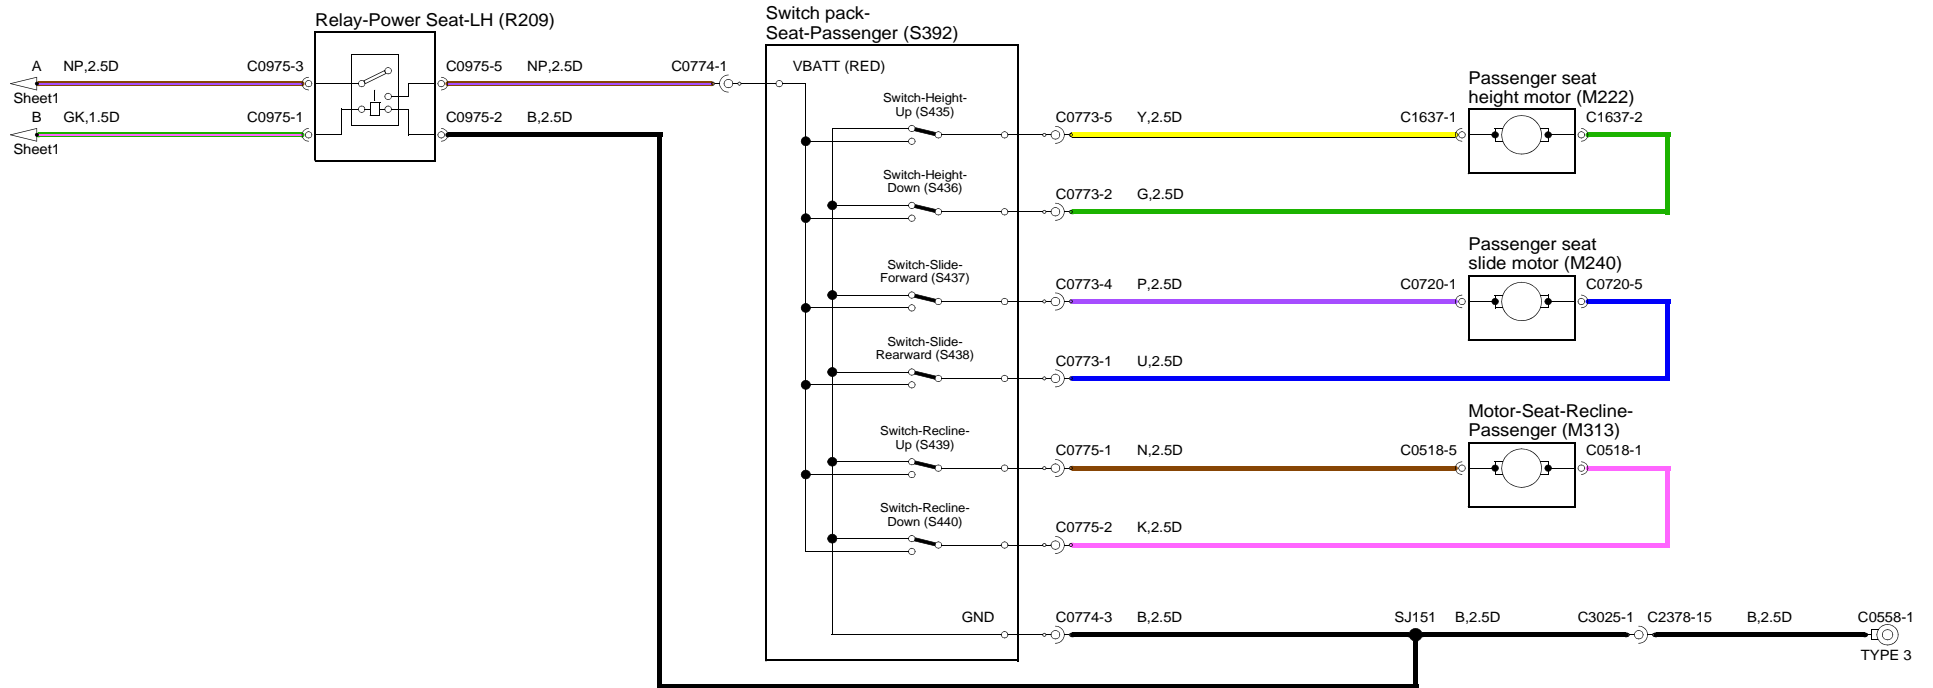 Relay-Power Seat-LH (R209)
A NP,2.5D C0975-3
Sheet1
B GK,1.5D C0975-1
Sheet1
C0975-5 NP,2.5D C0774-1
C0975-2 B,2.5D
Switch pack-
Seat-Passenger (S392)
VBATT (RED)
Switch-Height-
Up (S435)
Switch-Height-
Down (S436)
Switch-Slide-
Forward (S437)
Switch-Slide-
Rearward (S438)
Switch-Recline-
Up (S439)
Switch-Recline-
Down (S440)
GND
C0773-5 Y,2.5D C1637-1
Passenger seat
height motor (M222)
C1637-2
C0773-2 G,2.5D
Passenger seat
slide motor (M240)
C0773-4 P,2.5D C0720-1
C0720-5
C0773-1 U,2.5D
Motor-Seat-Recline-
Passenger (M313)
C0775-1 N,2.5D C0518-5
C0518-1
C0775-2 K,2.5D
C0774-3 B,2.5D SJ151 B,2.5D C3025-1 C2378-15 B,2.5D C0558-1
TYPE 3